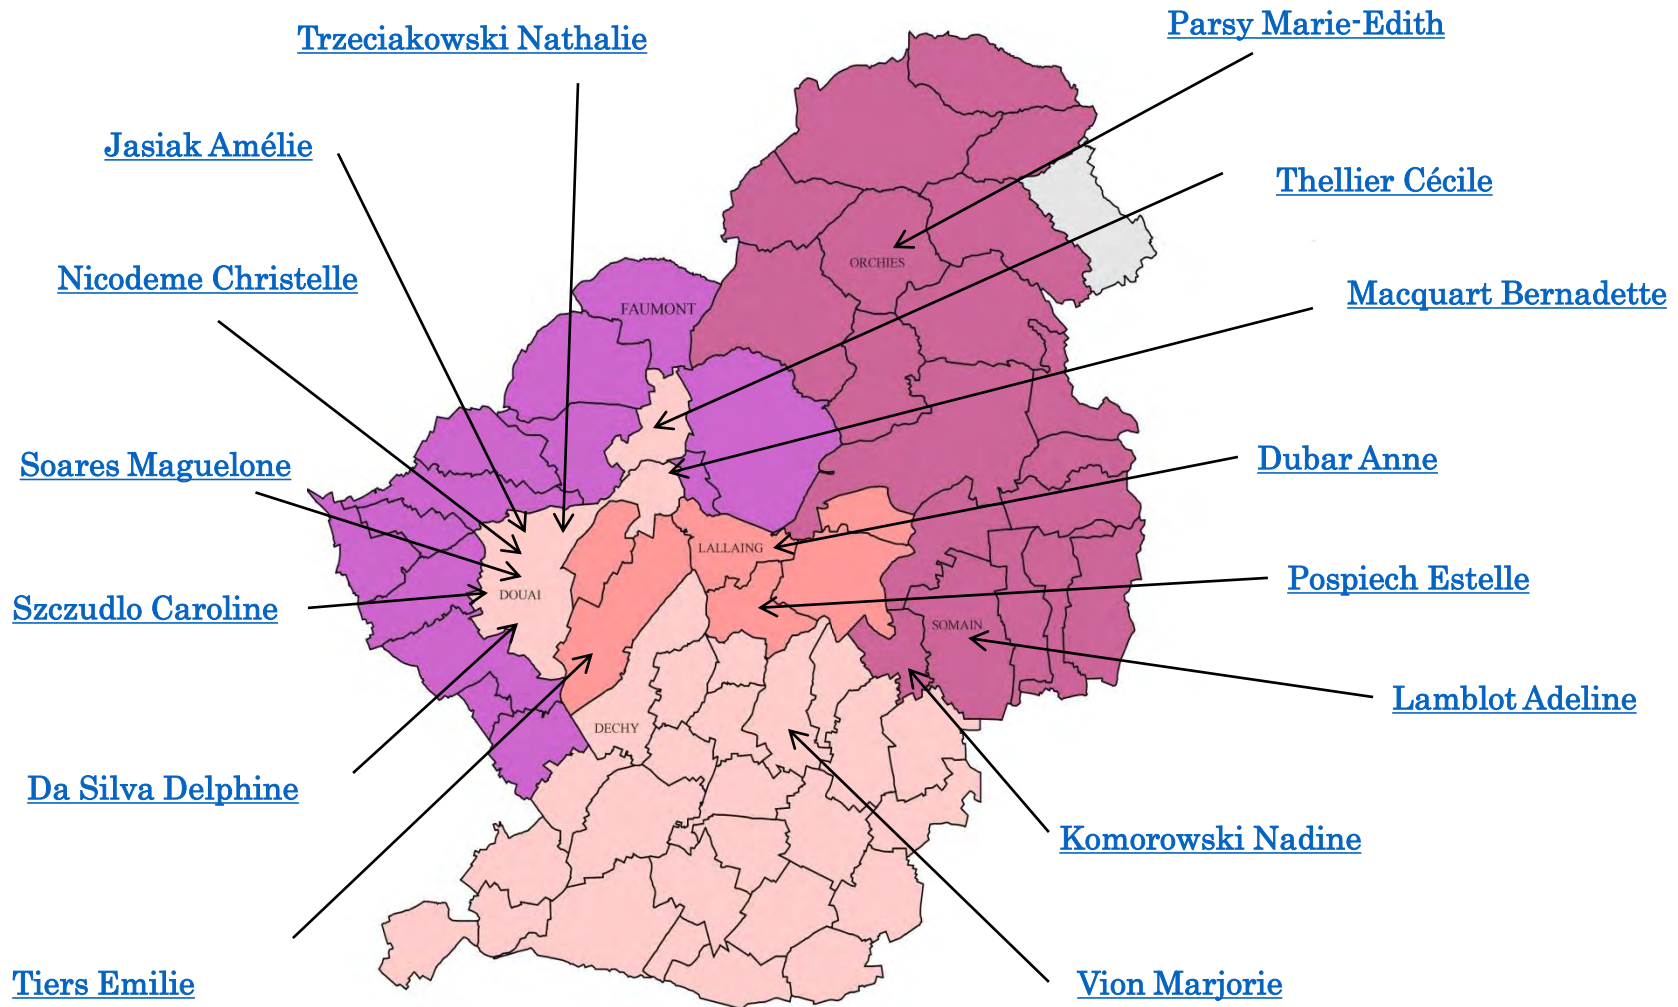 Parsy Marie-Edith
Trzeciakowski Nathalie
Jasiak Amélie
Thellier Cécile
ORCHIES
Nicodeme Christelle
Macquart Bernadette
FAUMONT
Soares Maguelone
Dubar Anne
LALLAING
Pospiech Estelle
DOUAI
Szczudlo Caroline
SOMAIN
Lamblot Adeline
DECHY
Da Silva Delphine
Komorowski Nadine
Tiers Emilie
Vion Marjorie